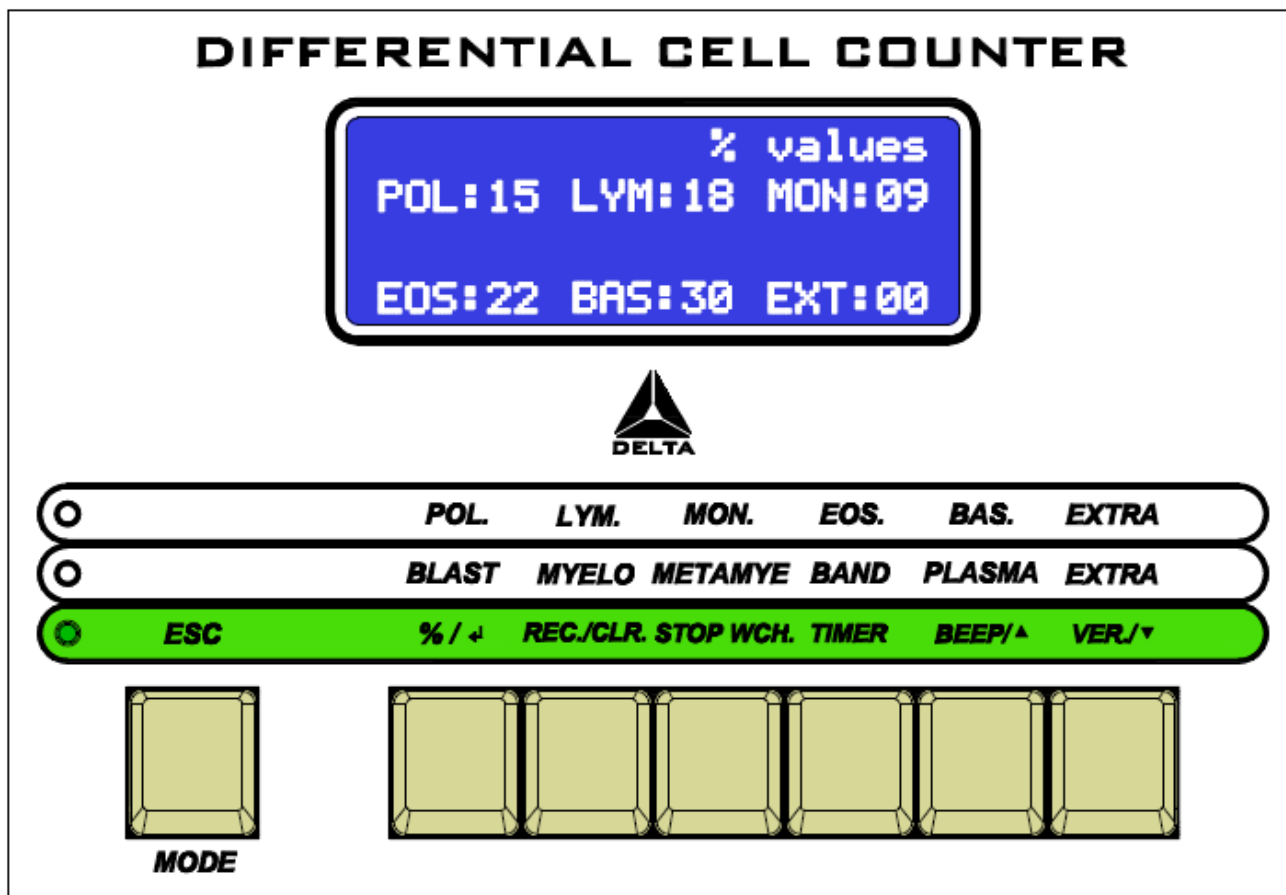 DIFFERENTIAL CELL COUNTER
% values
POL:15 LYM:18 MON:09
EOS:22 BAS:30 EXT:00
DELTA
POL. LYM. MON. EOS. BAS. EXTRA
BLAST MYELO METAMYE BAND PLASMA EXTRA
ESC %/↲ REC./CLR. STOP WCH. TIMER BEEP/▲ VER./▼
MODE